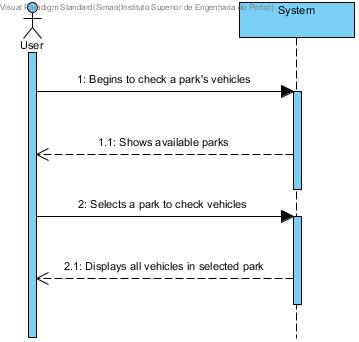 Visual Paradigm Standard(Simao(Instituto Superior de Engenharia do Porto))
System
User
1: Begins to check a park's vehicles
1.1: Shows available parks
2: Selects a park to check vehicles
2.1: Displays all vehicles in selected park